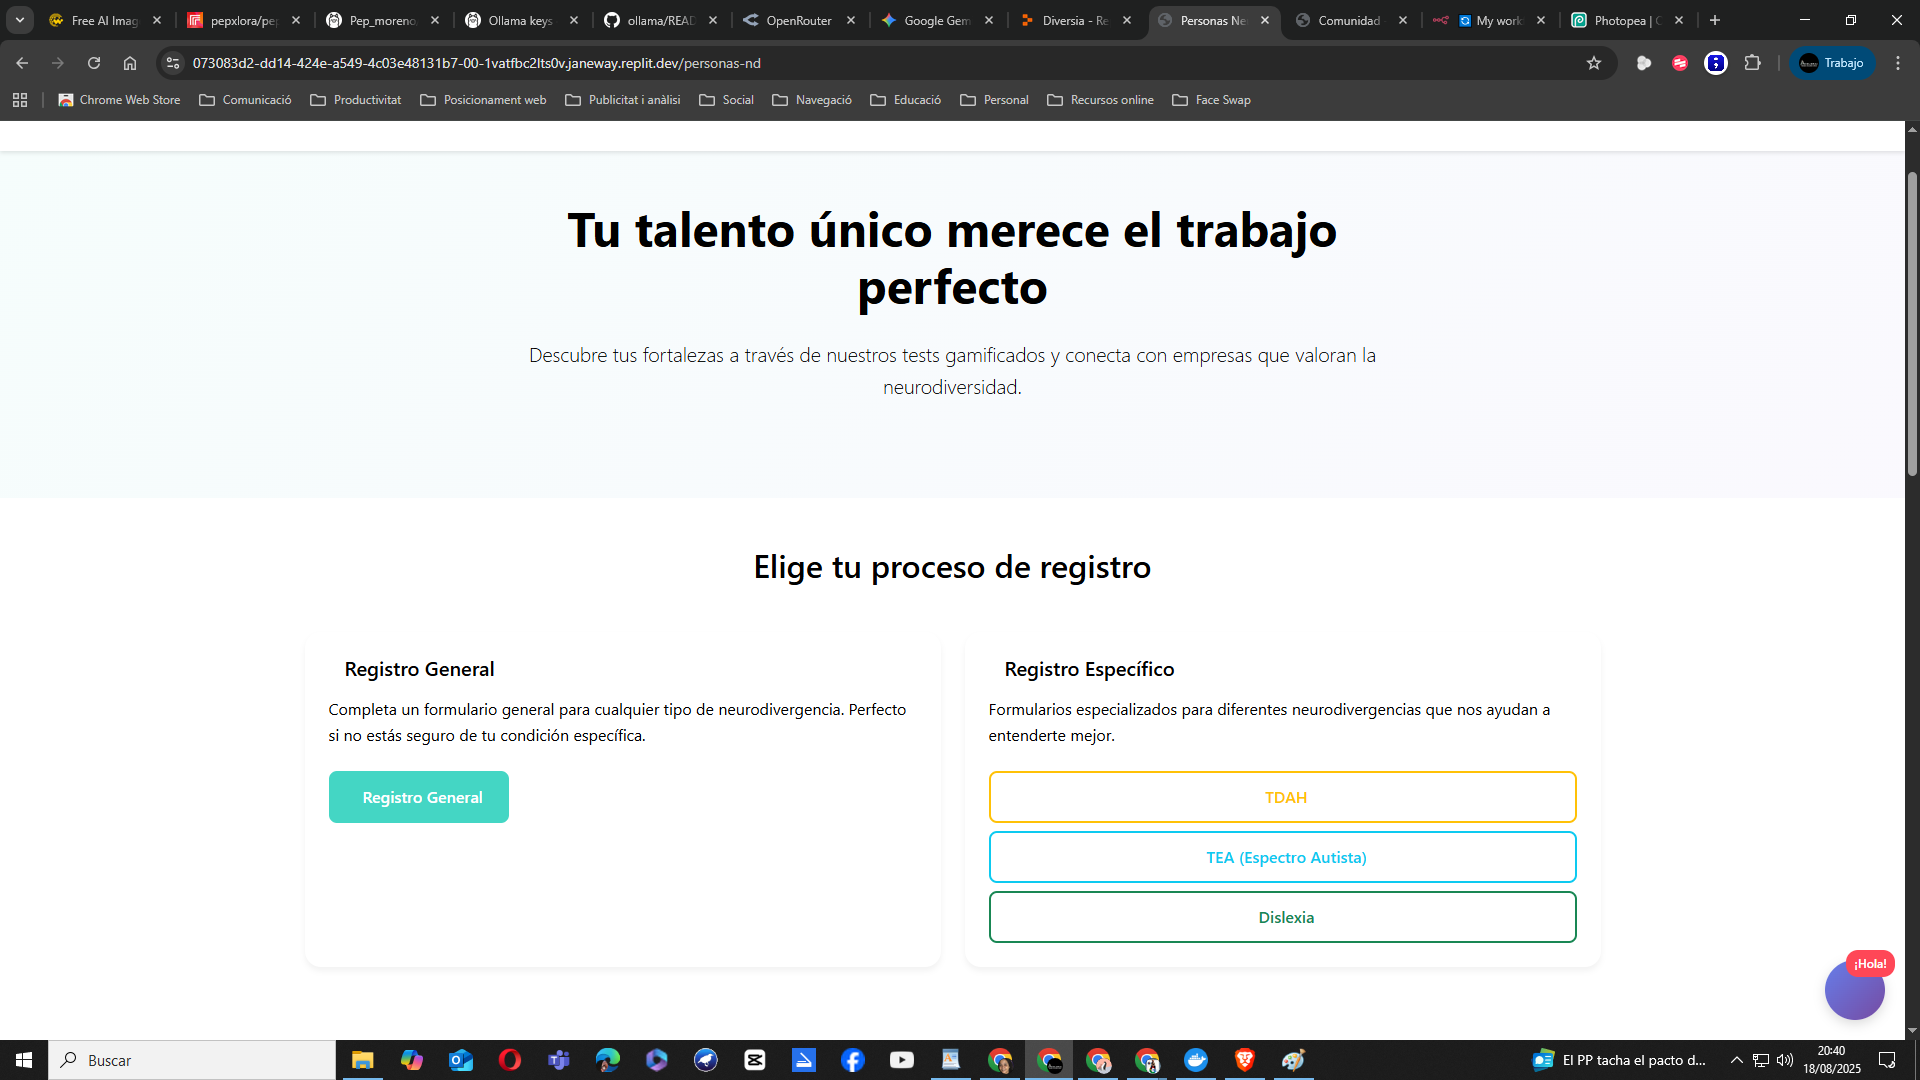 Free AI Imag
pepxlora/pe
Pep_moreno
Ollama keys
ollama/READ
OpenRouter
Google Gem
Diversia - Re
Personas Ne
Comunidad
My work
Photopea | C
073083d2-dd14-424e-a549-4c03e48131b7-00-1vatfbc2lts0v.janeway.replit.dev/personas-nd
Trabajo
Chrome Web Store
Comunicació
Productivitat
Posicionament web
Publicitat i anàlisi
Social
Navegació
Educació
Personal
Recursos online
Face Swap
Tu talento único merece el trabajo
perfecto
Descubre tus fortalezas a través de nuestros tests gamificados y conecta con empresas que valoran la
neurodiversidad.
Elige tu proceso de registro
Registro General
Completa un formulario general para cualquier tipo de neurodivergencia. Perfecto
si no estás seguro de tu condición específica.
Registro General
Registro Específico
Formularios especializados para diferentes neurodivergencias que nos ayudan a
entenderte mejor.
TDAH
TEA (Espectro Autista)
Dislexia
¡Hola!
Buscar
El PP tacha el pacto d...
20:40
18/08/2025